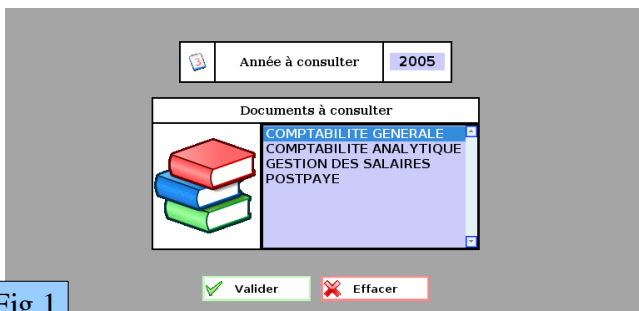 Année à consulter 2005
Documents à consulter
COMPTABILITE GENERALE
COMPTABILITE ANALYTIQUE
GESTION DES SALAIRES
POSTPAYE
Valider Effacer
Fig 1